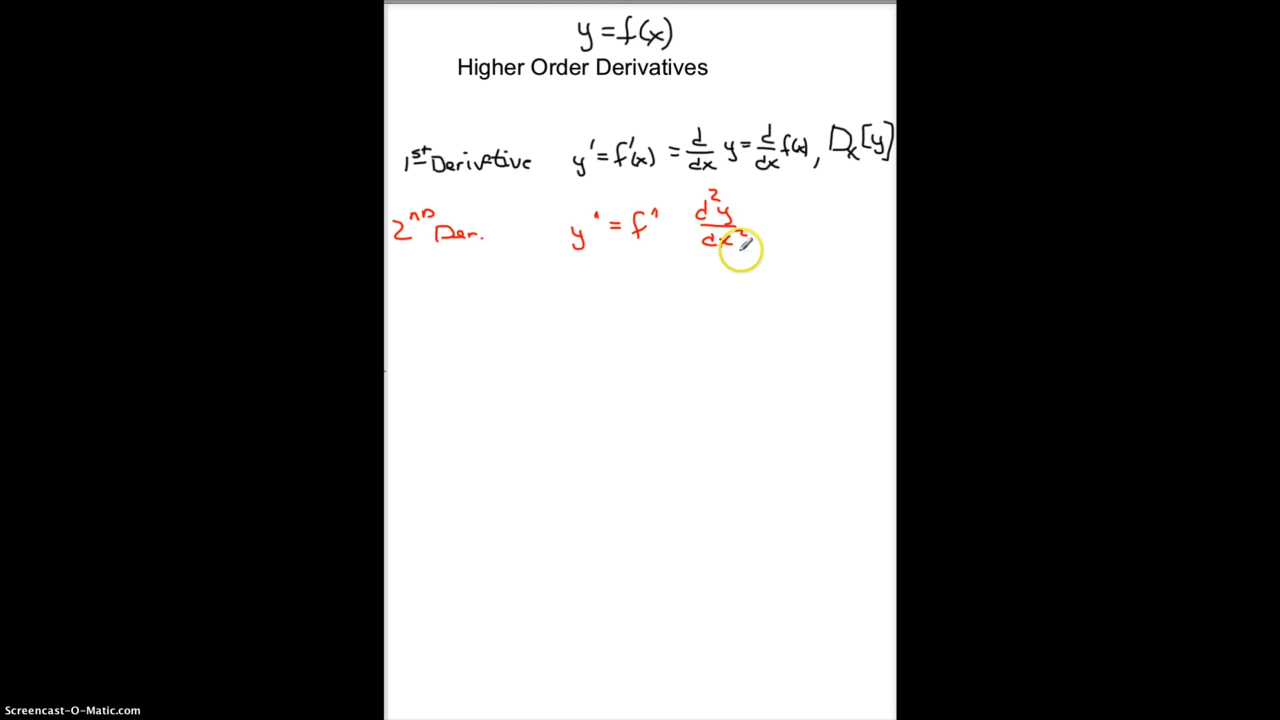 y = f(x)
Higher Order Derivatives
1st Derivative y' = f'(x) = d/dx y = d/dx f(x), Dx[y]
2ND Der. y" = f" d²y/dx²
Screencast-O-Matic.com